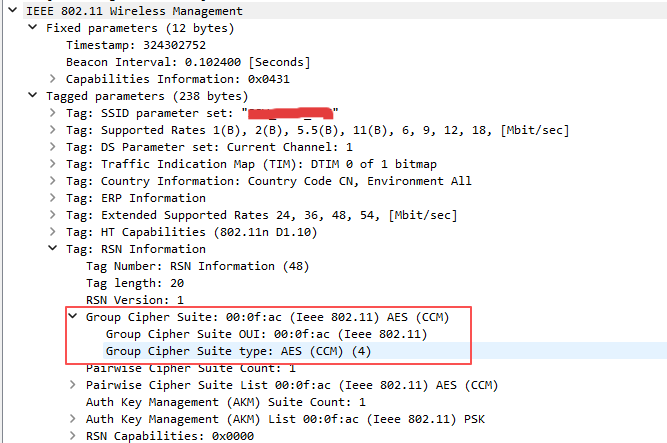 IEEE 802.11 Wireless Management
Fixed parameters (12 bytes)
Timestamp: 324302752
Beacon Interval: 0.102400 [Seconds]
Capabilities Information: 0x0431
Tagged parameters (238 bytes)
Tag: SSID parameter set: " "
Tag: Supported Rates 1(B), 2(B), 5.5(B), 11(B), 6, 9, 12, 18, [Mbit/sec]
Tag: DS Parameter set: Current Channel: 1
Tag: Traffic Indication Map (TIM): DTIM 0 of 1 bitmap
Tag: Country Information: Country Code CN, Environment All
Tag: ERP Information
Tag: Extended Supported Rates 24, 36, 48, 54, [Mbit/sec]
Tag: HT Capabilities (802.11n D1.10)
Tag: RSN Information
Tag Number: RSN Information (48)
Tag length: 20
RSN Version: 1
Group Cipher Suite: 00:0f:ac (Ieee 802.11) AES (CCM)
Group Cipher Suite OUI: 00:0f:ac (Ieee 802.11)
Group Cipher Suite type: AES (CCM) (4)
Pairwise Cipher Suite Count: 1
Pairwise Cipher Suite List 00:0f:ac (Ieee 802.11) AES (CCM)
Auth Key Management (AKM) Suite Count: 1
Auth Key Management (AKM) List 00:0f:ac (Ieee 802.11) PSK
RSN Capabilities: 0x0000